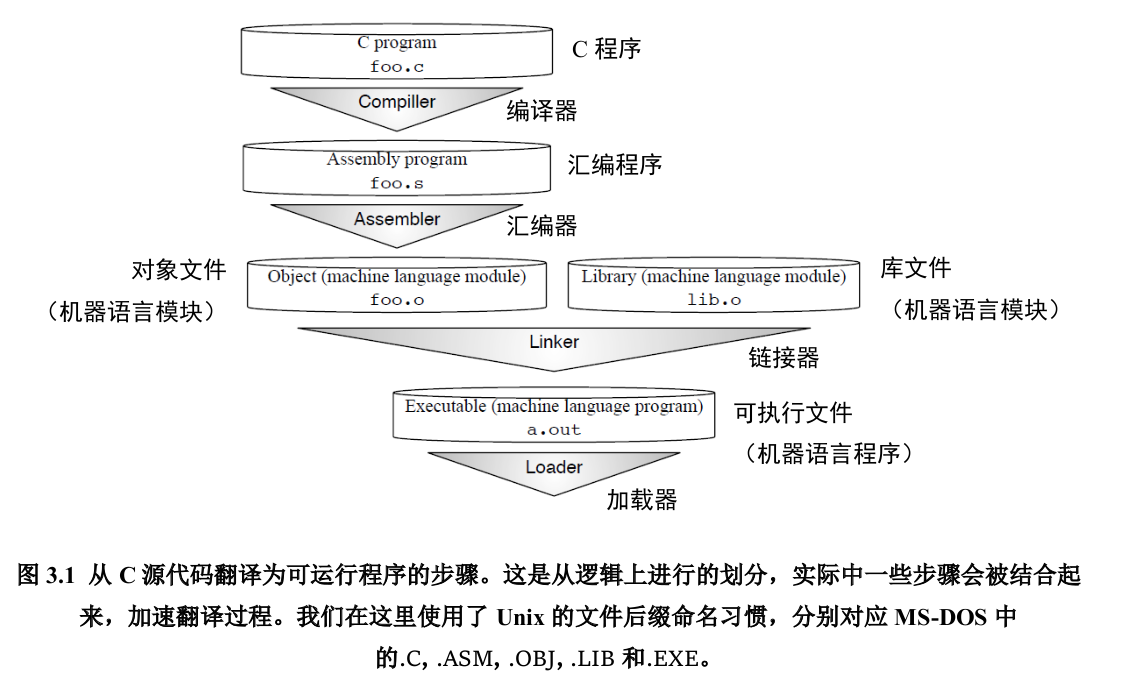 C program
foo.c
C 程序
Compiller
编译器
Assembly program
foo.s
汇编程序
Assembler
汇编器
对象文件
（机器语言模块）
Object (machine language module)
foo.o
Library (machine language module)
lib.o
库文件
（机器语言模块）
Linker
链接器
Executable (machine language program)
a.out
可执行文件
（机器语言程序）
Loader
加载器
图 3.1 从 C 源代码翻译为可运行程序的步骤。这是从逻辑上进行的划分，实际中一些步骤会被结合起
来，加速翻译过程。我们在这里使用了 Unix 的文件后缀命名习惯，分别对应 MS-DOS 中
的.C, .ASM, .OBJ, .LIB 和.EXE。